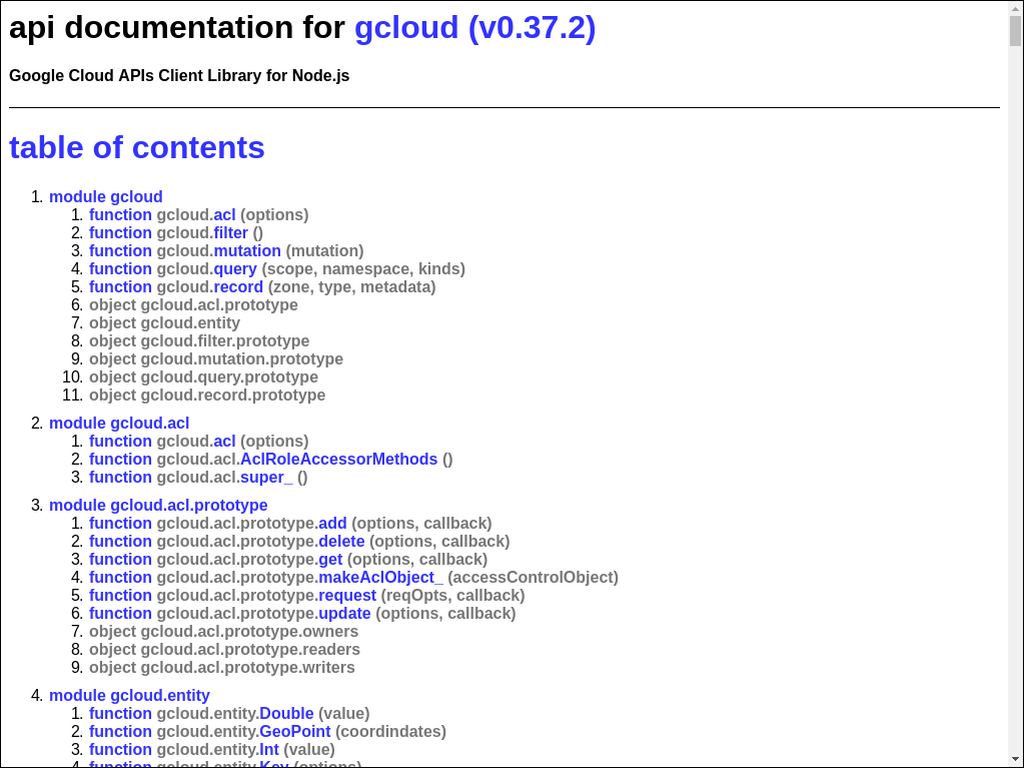 api documentation for gcloud (v0.37.2)
Google Cloud APIs Client Library for Node.js
table of contents
1. module gcloud
1. function gcloud.acl (options)
2. function gcloud.filter ()
3. function gcloud.mutation (mutation)
4. function gcloud.query (scope, namespace, kinds)
5. function gcloud.record (zone, type, metadata)
6. object gcloud.acl.prototype
7. object gcloud.entity
8. object gcloud.filter.prototype
9. object gcloud.mutation.prototype
10. object gcloud.query.prototype
11. object gcloud.record.prototype
2. module gcloud.acl
1. function gcloud.acl (options)
2. function gcloud.acl.AclRoleAccessorMethods ()
3. function gcloud.acl.super_ ()
3. module gcloud.acl.prototype
1. function gcloud.acl.prototype.add (options, callback)
2. function gcloud.acl.prototype.delete (options, callback)
3. function gcloud.acl.prototype.get (options, callback)
4. function gcloud.acl.prototype.makeAclObject_ (accessControlObject)
5. function gcloud.acl.prototype.request (reqOpts, callback)
6. function gcloud.acl.prototype.update (options, callback)
7. object gcloud.acl.prototype.owners
8. object gcloud.acl.prototype.readers
9. object gcloud.acl.prototype.writers
4. module gcloud.entity
1. function gcloud.entity.Double (value)
2. function gcloud.entity.GeoPoint (coordindates)
3. function gcloud.entity.Int (value)
4. function gcloud.entity.Key (options)